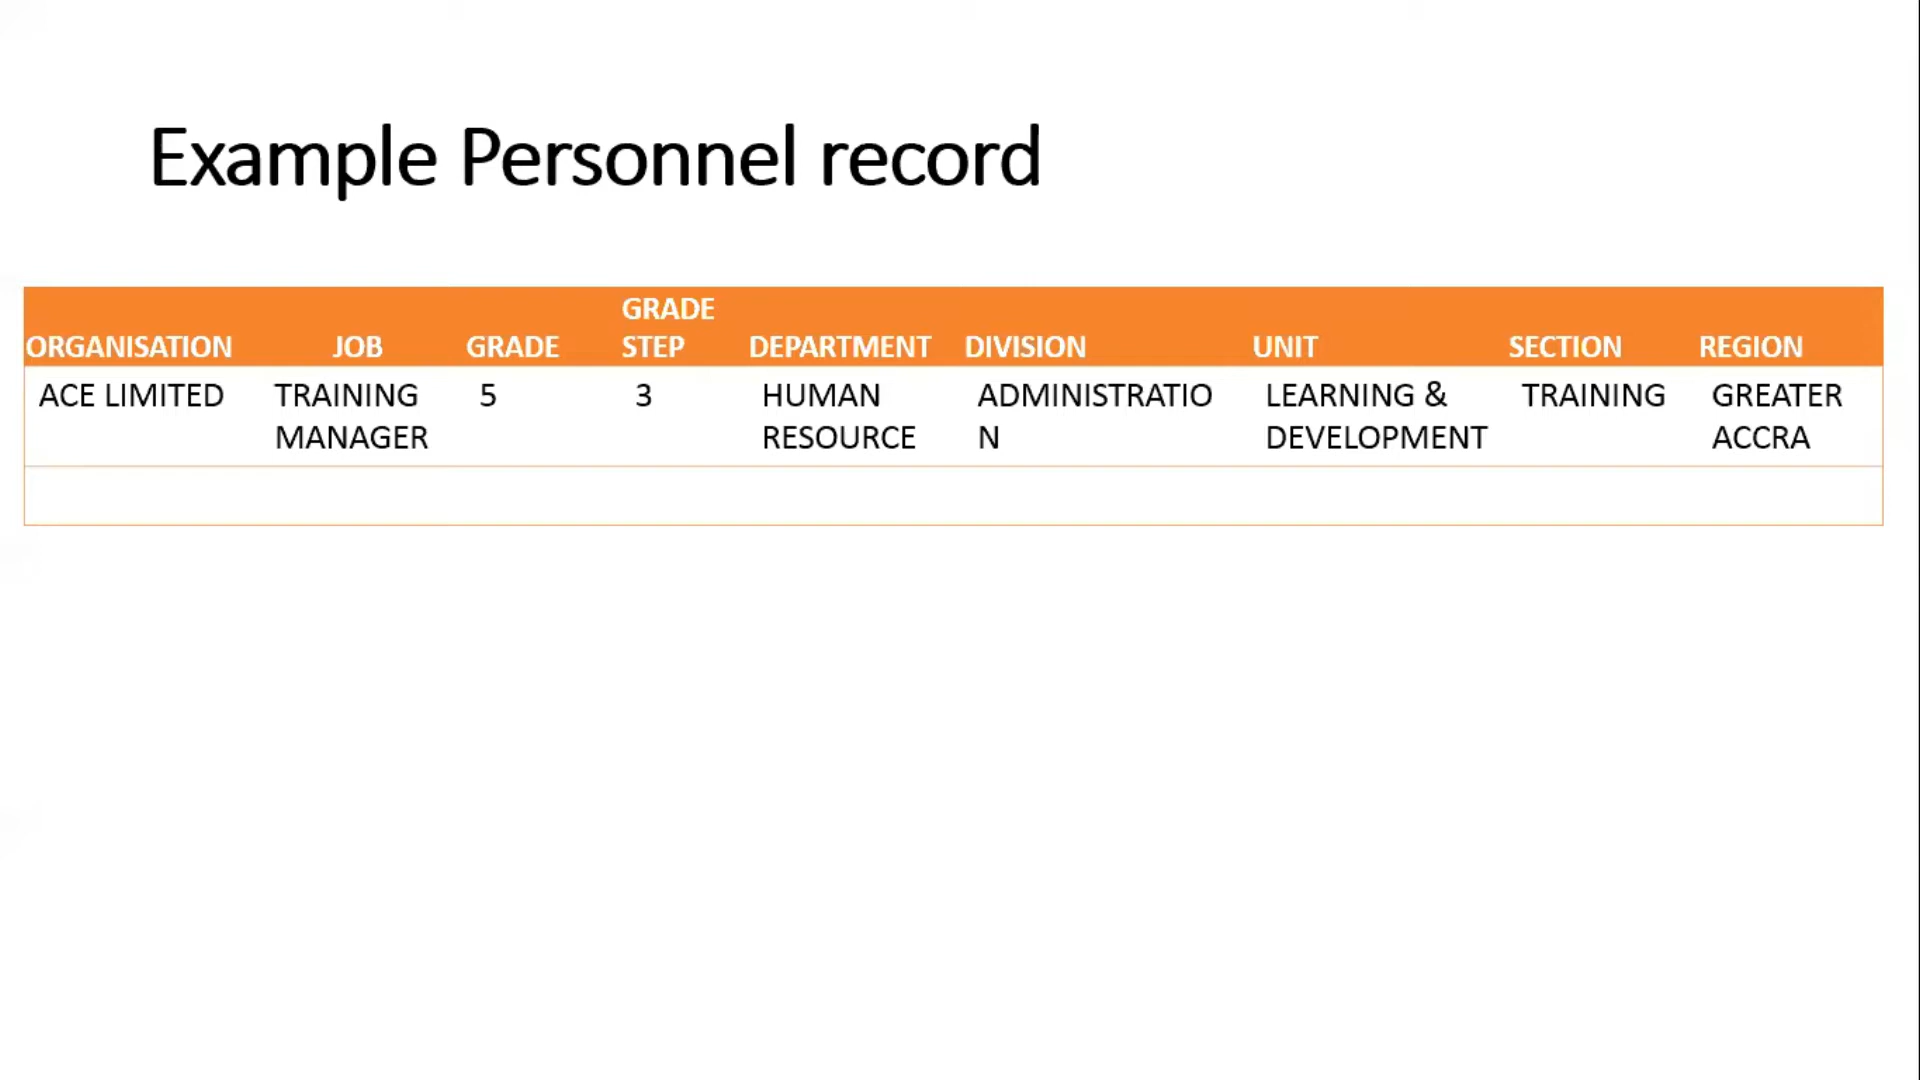 Example Personnel record
GRADE
ORGANISATION JOB GRADE STEP DEPARTMENT DIVISION UNIT SECTION REGION
ACE LIMITED TRAINING 5 3 HUMAN ADMINISTRATIO LEARNING & TRAINING GREATER
MANAGER RESOURCE N DEVELOPMENT ACCRA